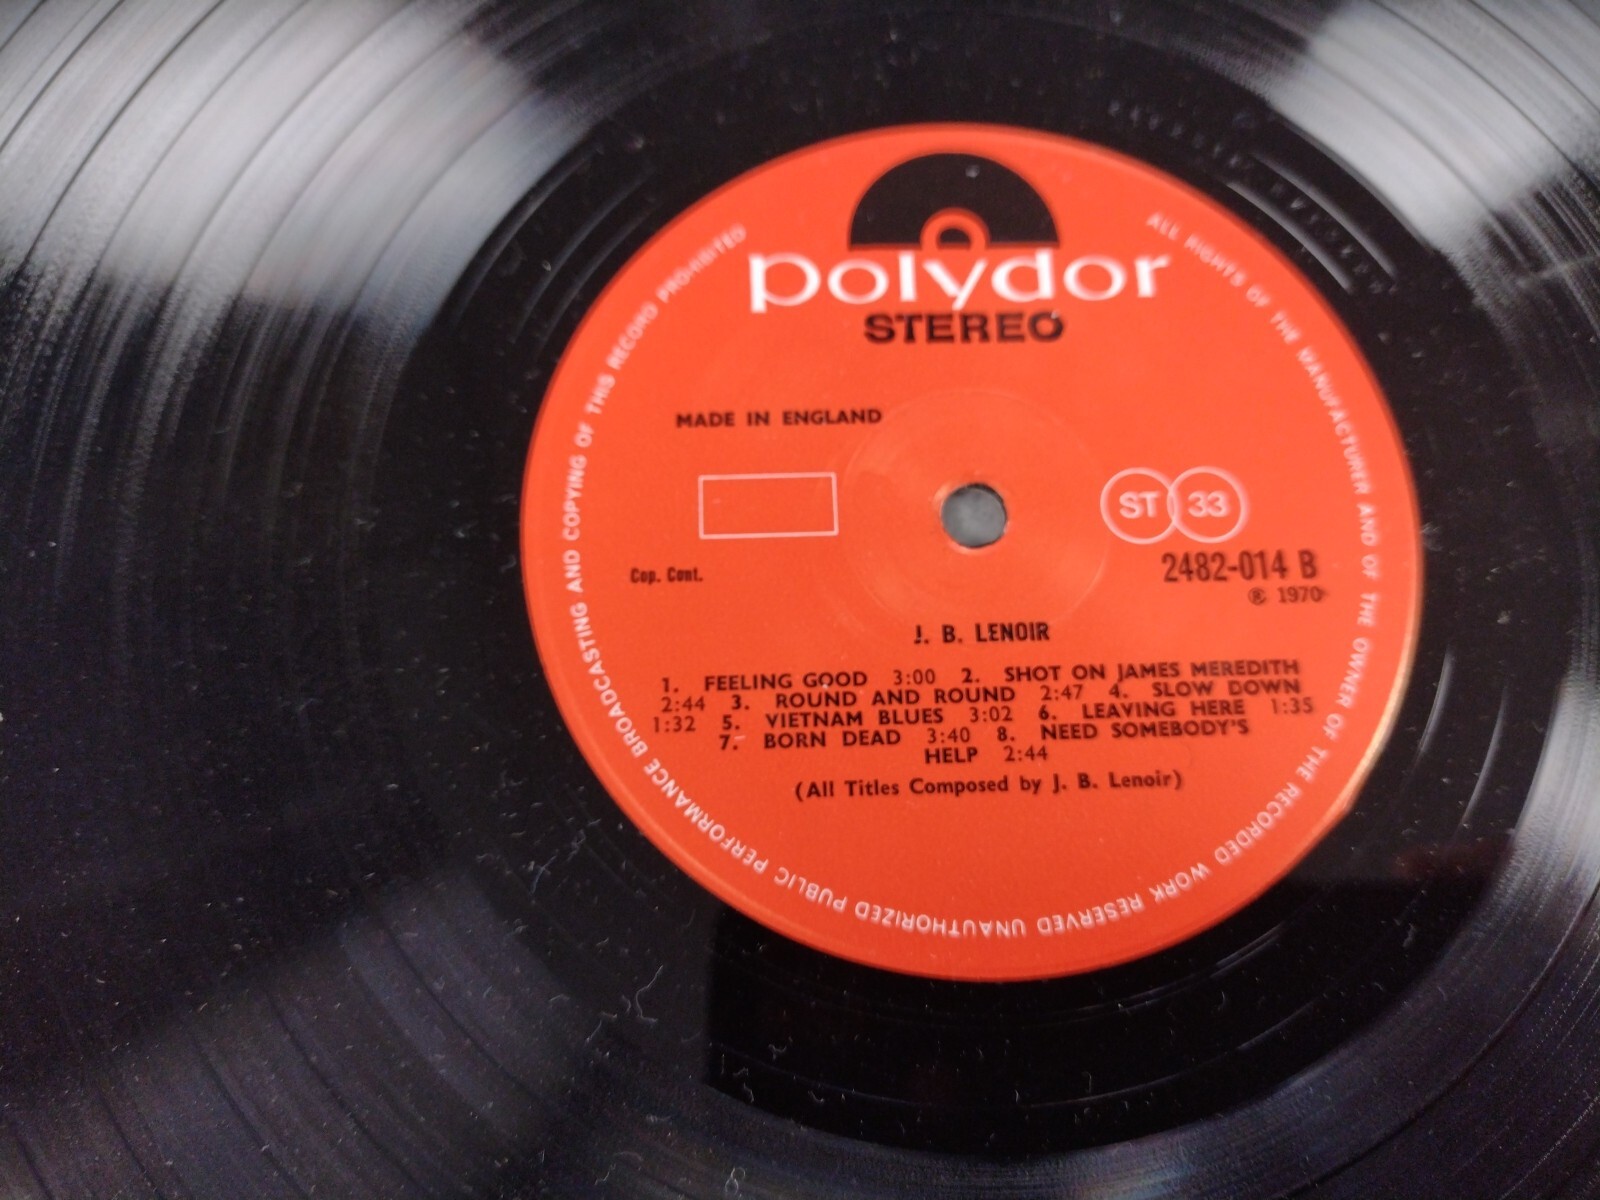 polydor
STEREO
MADE IN ENGLAND
ST 33
2482-014 B
Cop. Cont.
℗ 1970
J. B. LENOIR
1. FEELING GOOD 3:00 2. SHOT ON JAMES MEREDITH
2:44 3. ROUND AND ROUND 2:47 4. SLOW DOWN
1:32 5. VIETNAM BLUES 3:02 6. LEAVING HERE 1:35
7. BORN DEAD 3:40 8. NEED SOMEBODY'S
HELP 2:44
(All Titles Composed by J. B. Lenoir)
ALL RIGHTS OF THE MANUFACTURER AND OF THE OWNER OF THE RECORDED WORK RESERVED UNAUTHORIZED PUBLIC PERFORMANCE BROADCASTING AND COPYING OF THIS RECORD PROHIBITED